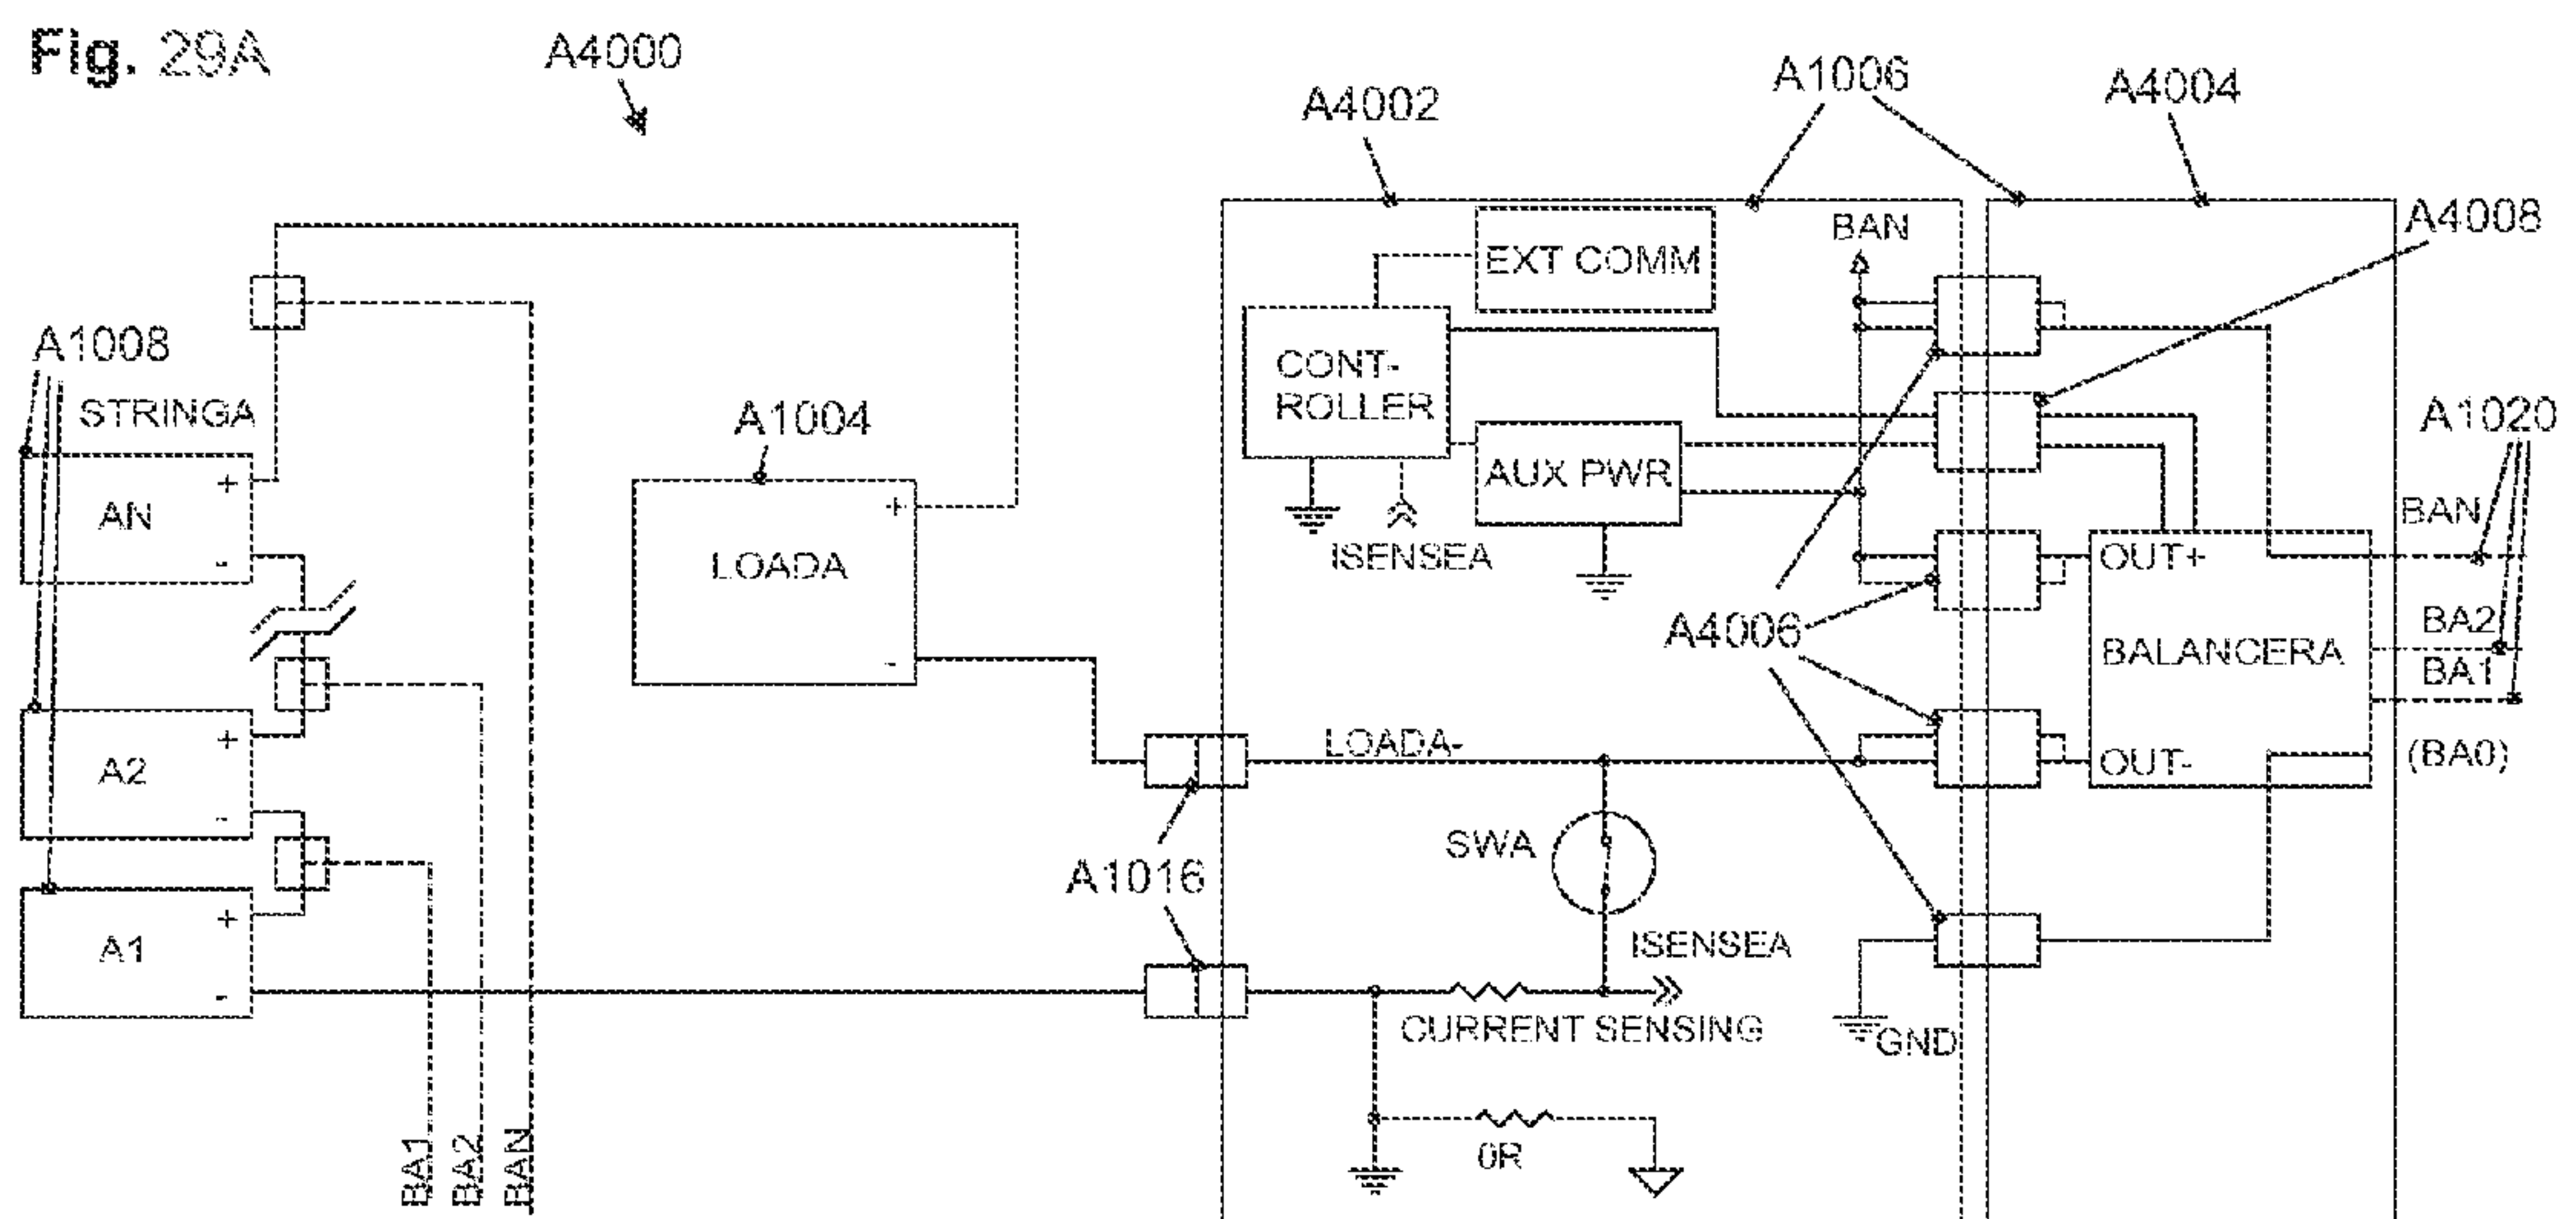 Fig. 29A
A4000
A4002
A1006
A4004
A4008
BAN
EXT COMM
A1008
STRINGA
CONT-
ROLLER
A1004
A1020
+
AN
-
+
LOADA
-
AUX PWR
ISENSEA
BAN
OUT+
A4006
BA2
BALANCERA
BA1
+
A2
-
LOADA-
OUT-
(BA0)
SWA
A1016
+
A1
-
ISENSEA
CURRENT SENSING
GND
0R
BA1
BA2
BAN